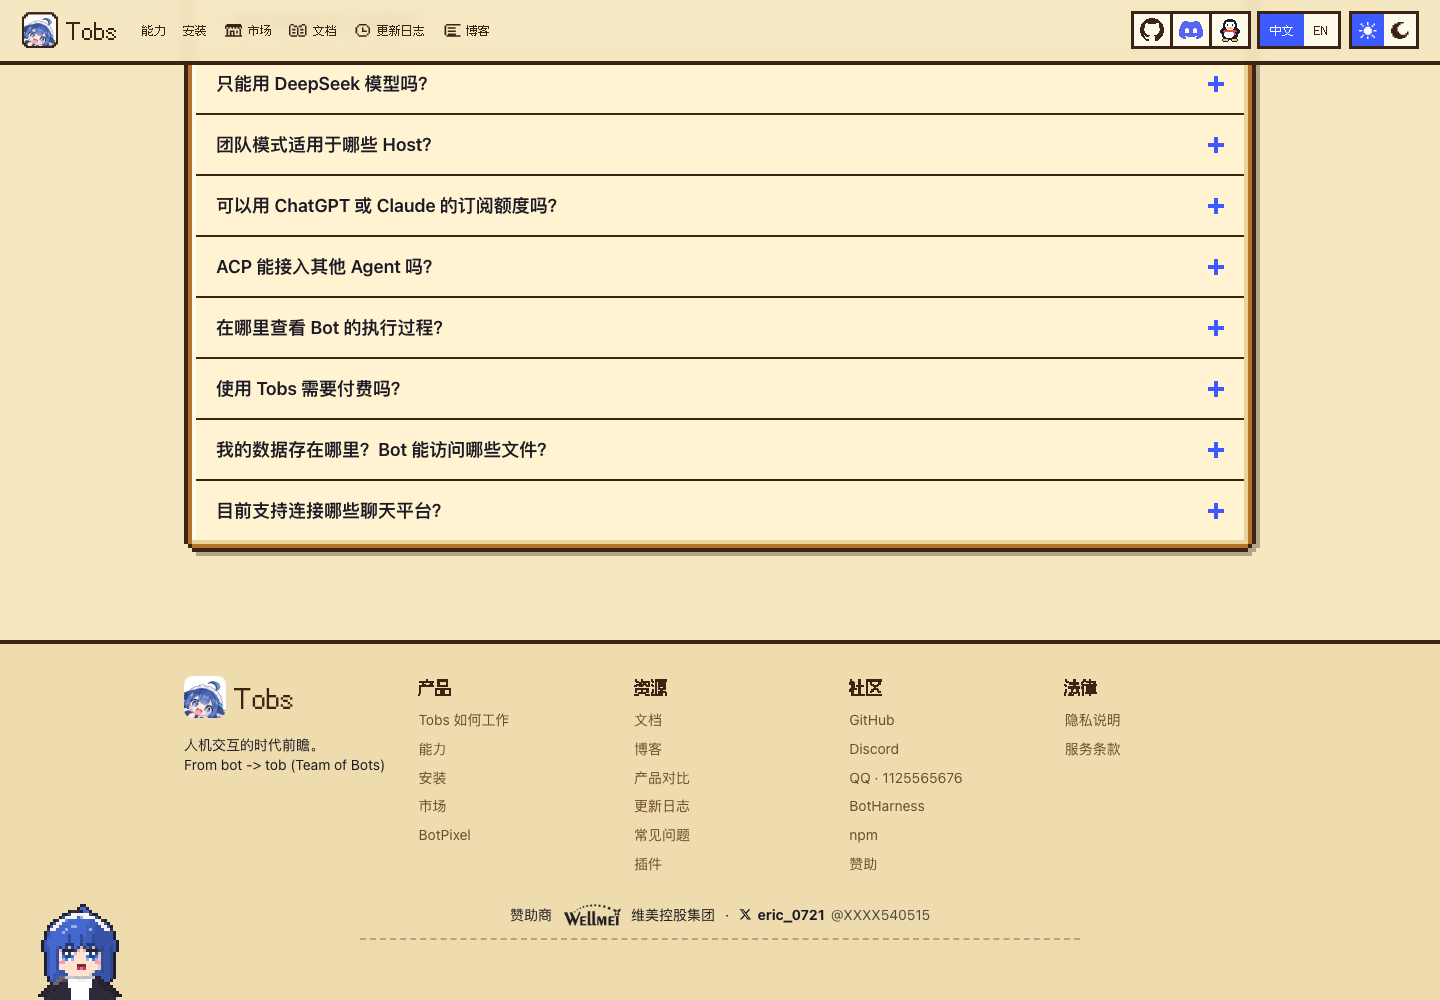 Tobs
能力
安装
市场
文档
更新日志
博客
中文
EN
只能用 DeepSeek 模型吗？
团队模式适用于哪些 Host？
可以用 ChatGPT 或 Claude 的订阅额度吗？
ACP 能接入其他 Agent 吗？
在哪里查看 Bot 的执行过程？
使用 Tobs 需要付费吗？
我的数据存在哪里？Bot 能访问哪些文件？
目前支持连接哪些聊天平台？
Tobs
人机交互的时代前瞻。
From bot -> tob (Team of Bots)
产品
Tobs 如何工作
能力
安装
市场
BotPixel
资源
文档
博客
产品对比
更新日志
常见问题
插件
社区
GitHub
Discord
QQ · 1125565676
BotHarness
npm
赞助
法律
隐私说明
服务条款
赞助商 WellMei 维美控股集团 · X eric_0721 @XXXX540515